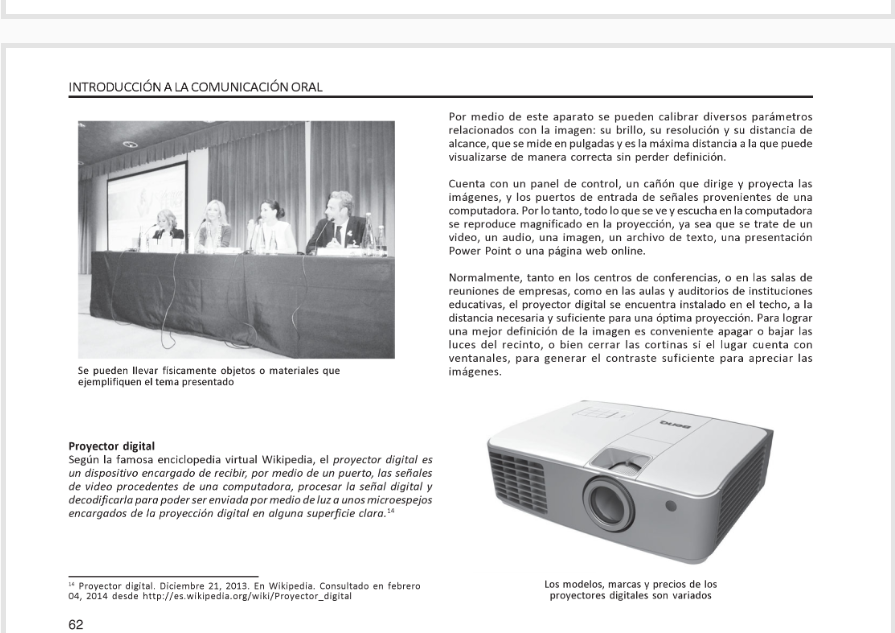 INTRODUCCIÓN A LA COMUNICACIÓN ORAL
Se pueden llevar físicamente objetos o materiales que
ejemplifiquen el tema presentado
Proyector digital
Según la famosa enciclopedia virtual Wikipedia, el proyector digital es
un dispositivo encargado de recibir, por medio de un puerto, las señales
de video procedentes de una computadora, procesar la señal digital y
decodificarla para poder ser enviada por medio de luz a unos microespejos
encargados de la proyección digital en alguna superficie clara.¹⁴
¹⁴ Proyector digital. Diciembre 21, 2013. En Wikipedia. Consultado en febrero
04, 2014 desde http://es.wikipedia.org/wiki/Proyector_digital
62
Por medio de este aparato se pueden calibrar diversos parámetros
relacionados con la imagen: su brillo, su resolución y su distancia de
alcance, que se mide en pulgadas y es la máxima distancia a la que puede
visualizarse de manera correcta sin perder definición.
Cuenta con un panel de control, un cañón que dirige y proyecta las
imágenes, y los puertos de entrada de señales provenientes de una
computadora. Por lo tanto, todo lo que se ve y escucha en la computadora
se reproduce magnificado en la proyección, ya sea que se trate de un
video, un audio, una imagen, un archivo de texto, una presentación
Power Point o una página web online.
Normalmente, tanto en los centros de conferencias, o en las salas de
reuniones de empresas, como en las aulas y auditorios de instituciones
educativas, el proyector digital se encuentra instalado en el techo, a la
distancia necesaria y suficiente para una óptima proyección. Para lograr
una mejor definición de la imagen es conveniente apagar o bajar las
luces del recinto, o bien cerrar las cortinas si el lugar cuenta con
ventanales, para generar el contraste suficiente para apreciar las
imágenes.
BenQ
Los modelos, marcas y precios de los
proyectores digitales son variados